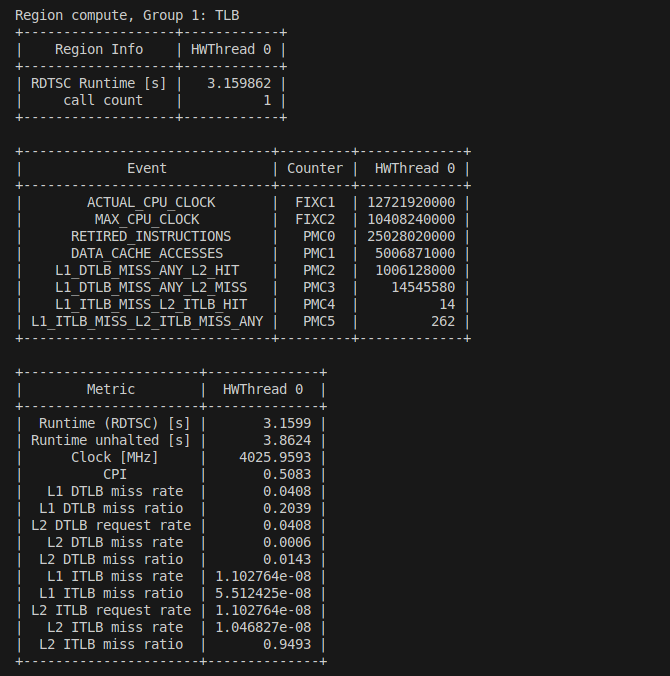 Region compute, Group 1: TLB
+-------------------+------------+
|    Region Info    | HWThread 0 |
+-------------------+------------+
| RDTSC Runtime [s] |   3.159862 |
|     call count    |          1 |
+-------------------+------------+
+-------------------------------+---------+-------------+
|             Event             | Counter |  HWThread 0 |
+-------------------------------+---------+-------------+
|        ACTUAL_CPU_CLOCK       |  FIXC1  | 12721920000 |
|         MAX_CPU_CLOCK         |  FIXC2  | 10408240000 |
|      RETIRED_INSTRUCTIONS     |   PMC0  | 25028020000 |
|      DATA_CACHE_ACCESSES      |   PMC1  |  5006871000 |
|    L1_DTLB_MISS_ANY_L2_HIT    |   PMC2  |  1006128000 |
|    L1_DTLB_MISS_ANY_L2_MISS   |   PMC3  |    14545580 |
|    L1_ITLB_MISS_L2_ITLB_HIT   |   PMC4  |          14 |
| L1_ITLB_MISS_L2_ITLB_MISS_ANY |   PMC5  |         262 |
+-------------------------------+---------+-------------+
+----------------------+--------------+
|        Metric        |  HWThread 0  |
+----------------------+--------------+
|  Runtime (RDTSC) [s] |       3.1599 |
| Runtime unhalted [s] |       3.8624 |
|      Clock [MHz]     |    4025.9593 |
|          CPI         |       0.5083 |
|   L1 DTLB miss rate  |       0.0408 |
|  L1 DTLB miss ratio  |       0.2039 |
| L2 DTLB request rate |       0.0408 |
|   L2 DTLB miss rate  |       0.0006 |
|  L2 DTLB miss ratio  |       0.0143 |
|   L1 ITLB miss rate  | 1.102764e-08 |
|  L1 ITLB miss ratio  | 5.512425e-08 |
| L2 ITLB request rate | 1.102764e-08 |
|   L2 ITLB miss rate  | 1.046827e-08 |
|  L2 ITLB miss ratio  |       0.9493 |
+----------------------+--------------+